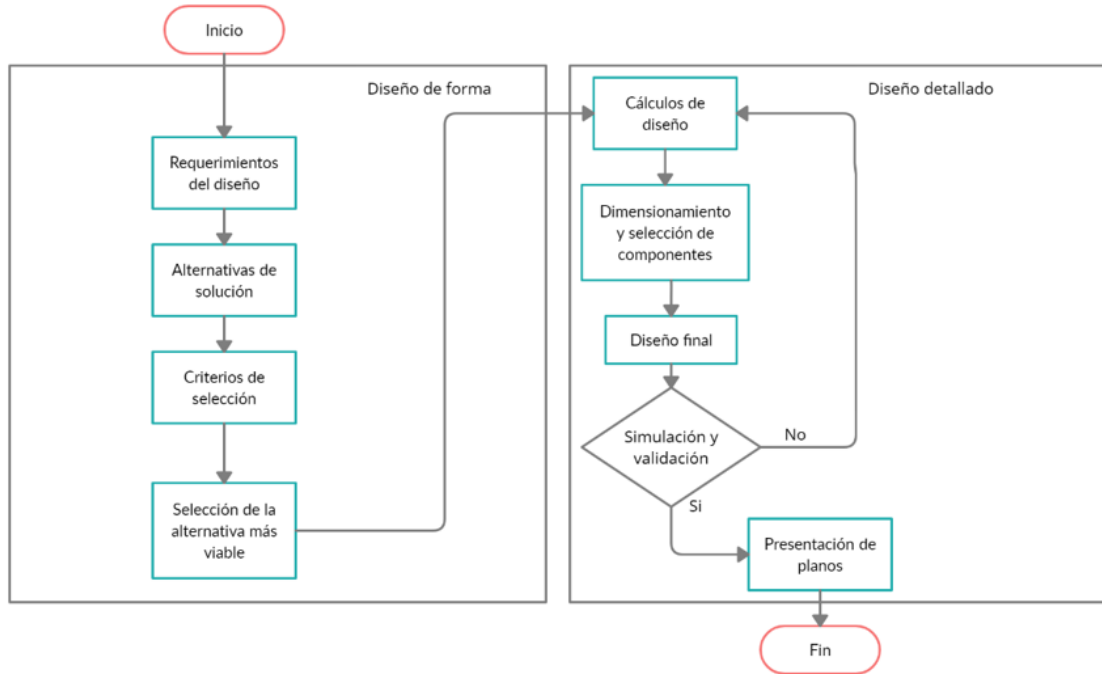 Inicio
Diseño de forma
Requerimientos
del diseño
Alternativas de
solución
Criterios de
selección
Selección de la
alternativa más
viable
Diseño detallado
Cálculos de
diseño
Dimensionamiento
y selección de
componentes
Diseño final
Simulación y
validación
No
Si
Presentación de
planos
Fin